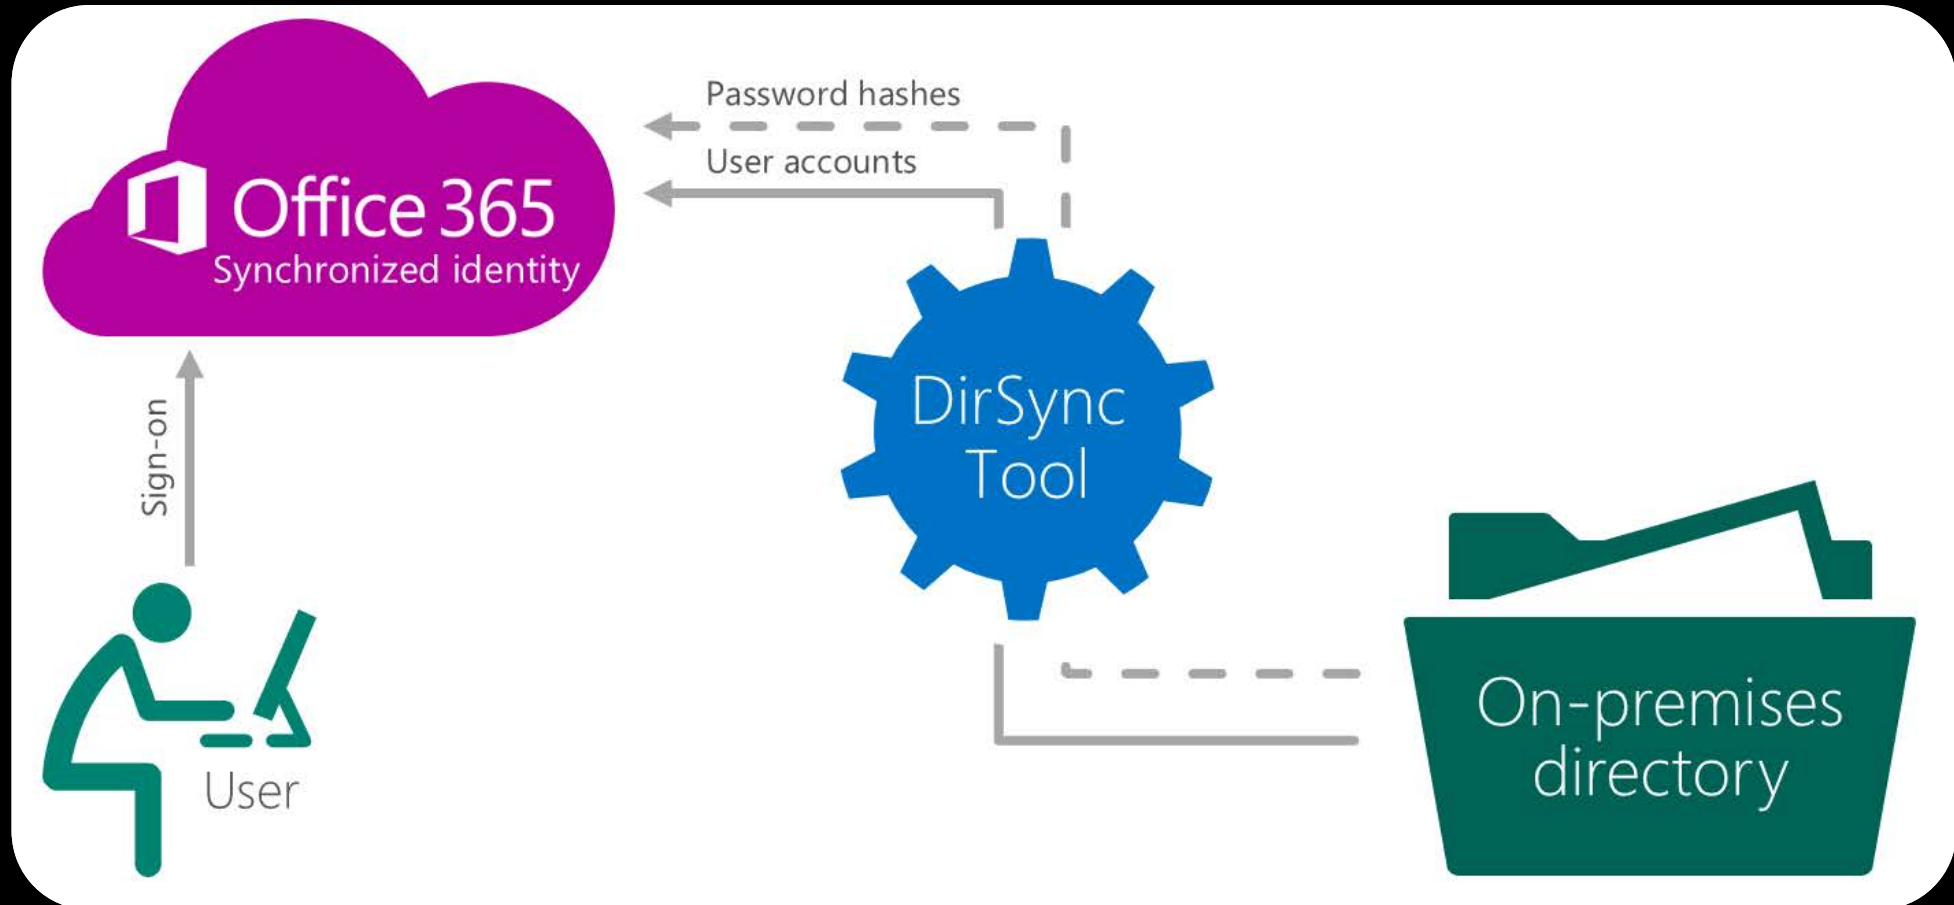 Password hashes
User accounts
Office 365
Synchronized identity
DirSync
Tool
Sign-on
User
On-premises
directory